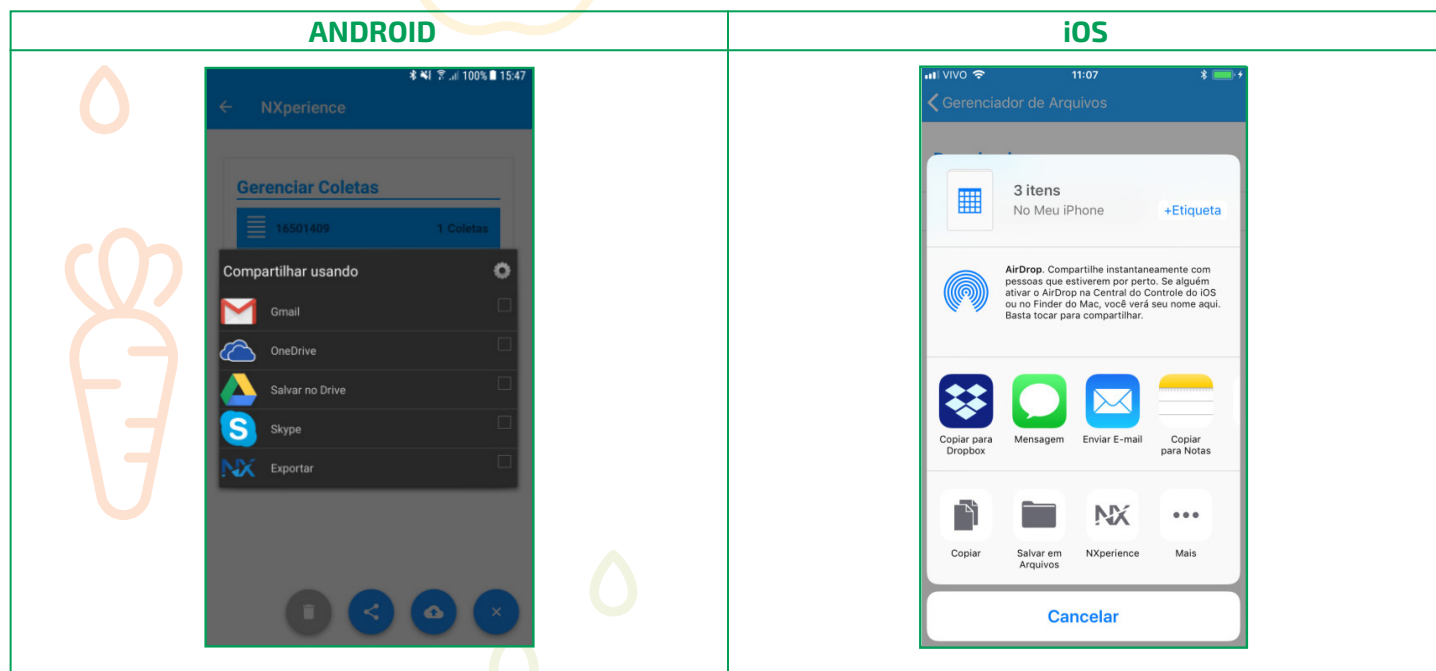 ANDROID
iOS
100% 15:47
NXperience
Gerenciar Coletas
16501409 1 Coletas
Compartilhar usando
Gmail
OneDrive
Salvar no Drive
S Skype
NX Exportar
VIVO 11:07
Gerenciador de Arquivos
3 itens
No Meu iPhone +Etiqueta
AirDrop. Compartilhe instantaneamente com
pessoas que estiverem por perto. Se alguém
ativar o AirDrop na Central do Controle do iOS
ou no Finder do Mac, você verá seu nome aqui.
Basta tocar para compartilhar.
Copiar para
Dropbox
Mensagem
Enviar E-mail
Copiar
para Notas
NX
Copiar
Salvar em
Arquivos
NXperience
Mais
Cancelar